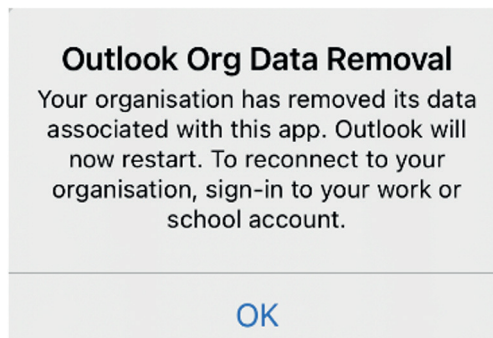 Outlook Org Data Removal
Your organisation has removed its data
associated with this app. Outlook will
now restart. To reconnect to your
organisation, sign-in to your work or
school account.
OK